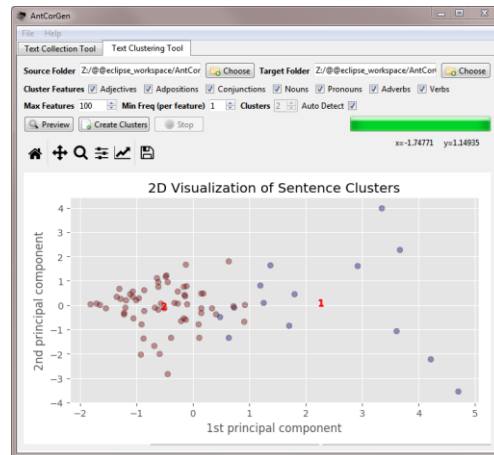 AntCorGen
File Help
Text Collection Tool Text Clustering Tool
Source Folder Z:/@@eclipse_workspace/AntCor Choose Target Folder Z:/@@eclipse_workspace/AntCor Choose
Cluster Features Adjectives Adpositions Conjunctions Nouns Pronouns Adverbs Verbs
Max Features 100 Min Freq (per feature) 1 Clusters 2 Auto Detect
Preview Create Clusters Stop
x=-1.74771 y=1.14935
2D Visualization of Sentence Clusters
4
3
2
1
0
−1
−2
−3
−4
2nd principal component
2
1
−2 −1 0 1 2 3 4 5
1st principal component